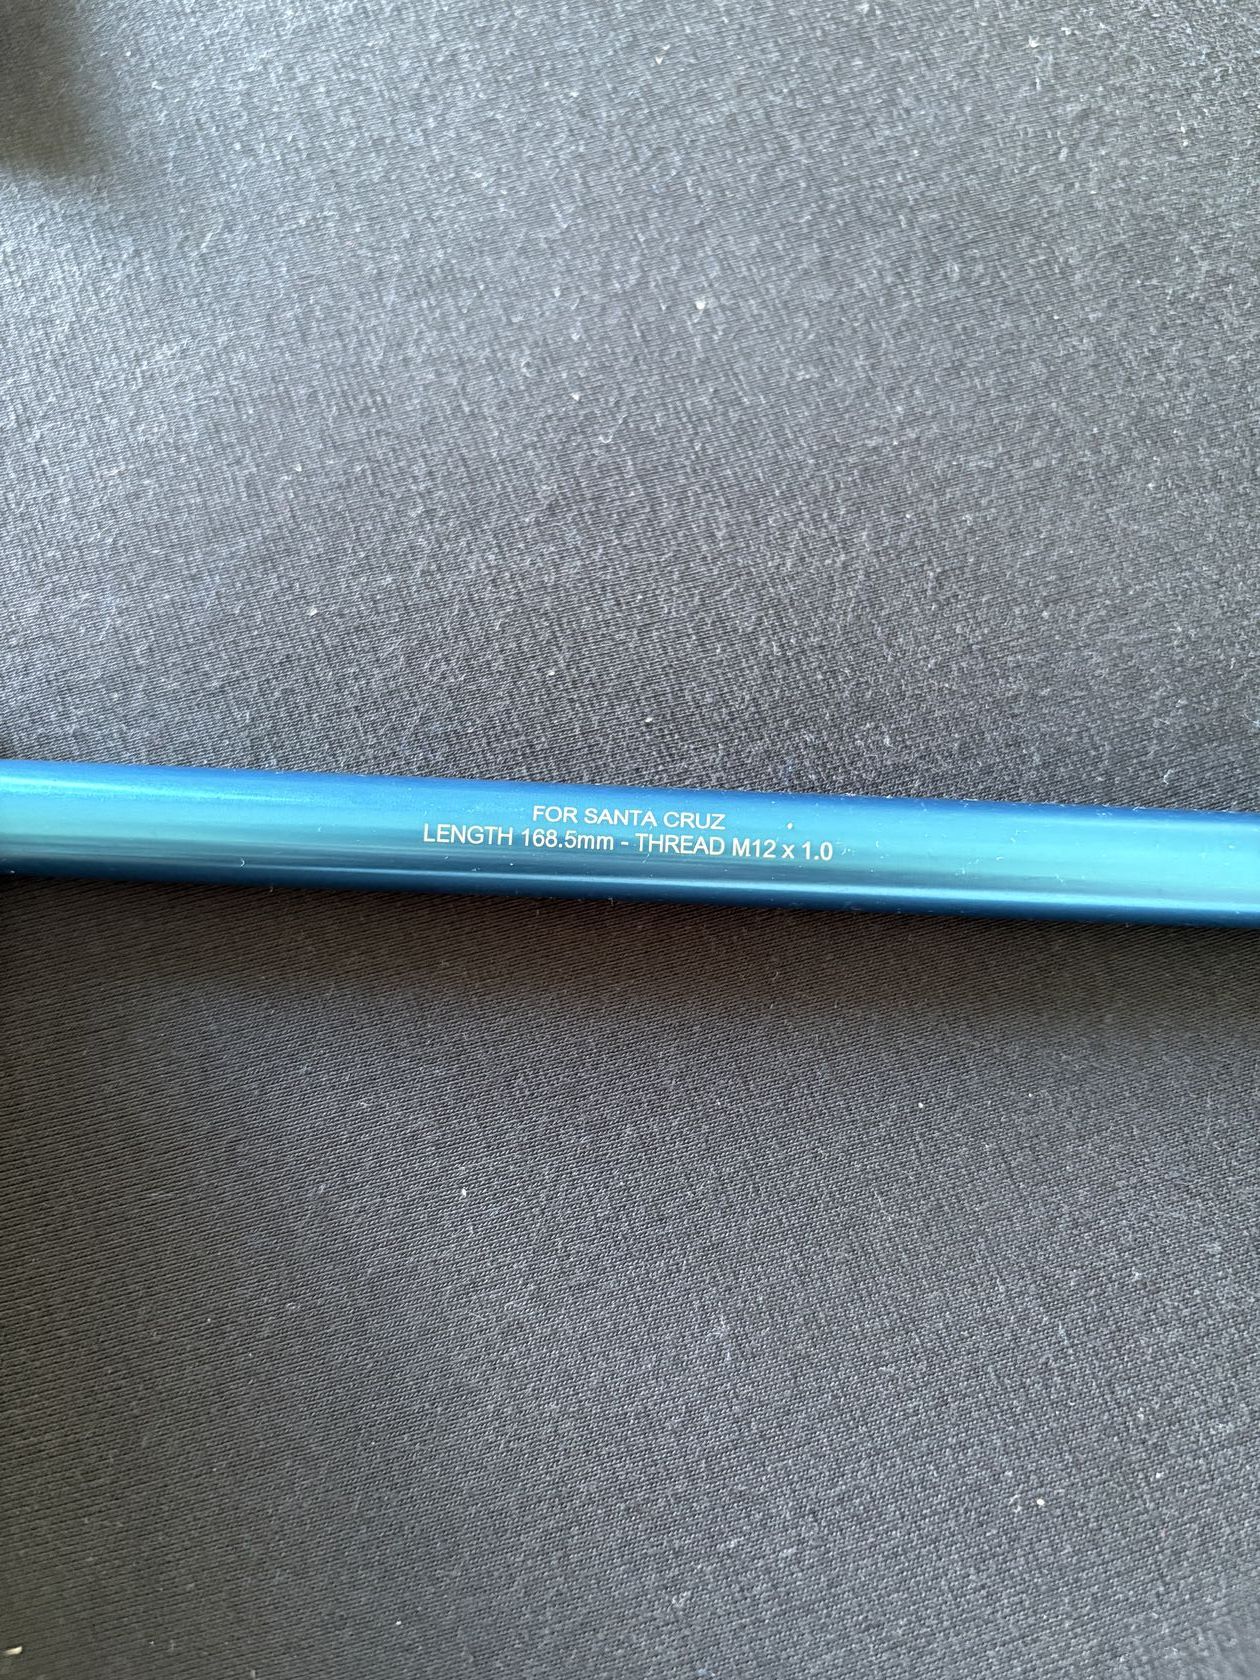 FOR SANTA CRUZ
LENGTH 168.5mm - THREAD M12 x 1.0